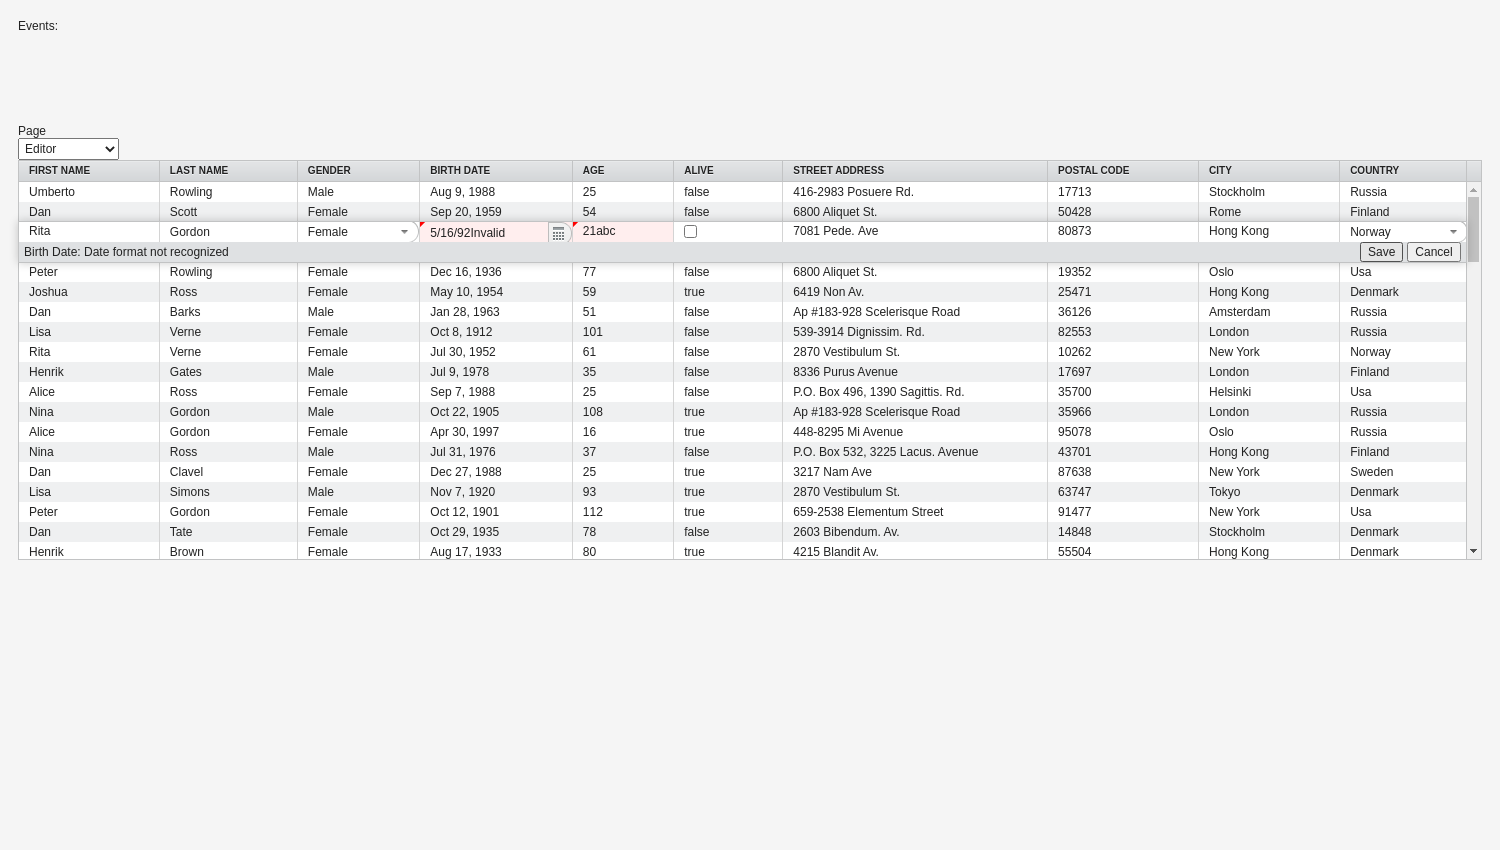 Events:
Page
Editor
FIRST NAME LAST NAME GENDER BIRTH DATE AGE ALIVE STREET ADDRESS POSTAL CODE CITY COUNTRY
Umberto Rowling Male Aug 9, 1988 25 false 416-2983 Posuere Rd. 17713 Stockholm Russia
Dan Scott Female Sep 20, 1959 54 false 6800 Aliquet St. 50428 Rome Finland
Rita Gordon Female 5/16/92Invalid 21abc 7081 Pede. Ave 80873 Hong Kong Norway
Birth Date: Date format not recognized Save Cancel
Peter Rowling Female Dec 16, 1936 77 false 6800 Aliquet St. 19352 Oslo Usa
Joshua Ross Female May 10, 1954 59 true 6419 Non Av. 25471 Hong Kong Denmark
Dan Barks Male Jan 28, 1963 51 false Ap #183-928 Scelerisque Road 36126 Amsterdam Russia
Lisa Verne Female Oct 8, 1912 101 false 539-3914 Dignissim. Rd. 82553 London Russia
Rita Verne Female Jul 30, 1952 61 false 2870 Vestibulum St. 10262 New York Norway
Henrik Gates Male Jul 9, 1978 35 false 8336 Purus Avenue 17697 London Finland
Alice Ross Female Sep 7, 1988 25 false P.O. Box 496, 1390 Sagittis. Rd. 35700 Helsinki Usa
Nina Gordon Male Oct 22, 1905 108 true Ap #183-928 Scelerisque Road 35966 London Russia
Alice Gordon Female Apr 30, 1997 16 true 448-8295 Mi Avenue 95078 Oslo Russia
Nina Ross Male Jul 31, 1976 37 false P.O. Box 532, 3225 Lacus. Avenue 43701 Hong Kong Finland
Dan Clavel Female Dec 27, 1988 25 true 3217 Nam Ave 87638 New York Sweden
Lisa Simons Male Nov 7, 1920 93 true 2870 Vestibulum St. 63747 Tokyo Denmark
Peter Gordon Female Oct 12, 1901 112 true 659-2538 Elementum Street 91477 New York Usa
Dan Tate Female Oct 29, 1935 78 false 2603 Bibendum. Av. 14848 Stockholm Denmark
Henrik Brown Female Aug 17, 1933 80 true 4215 Blandit Av. 55504 Hong Kong Denmark